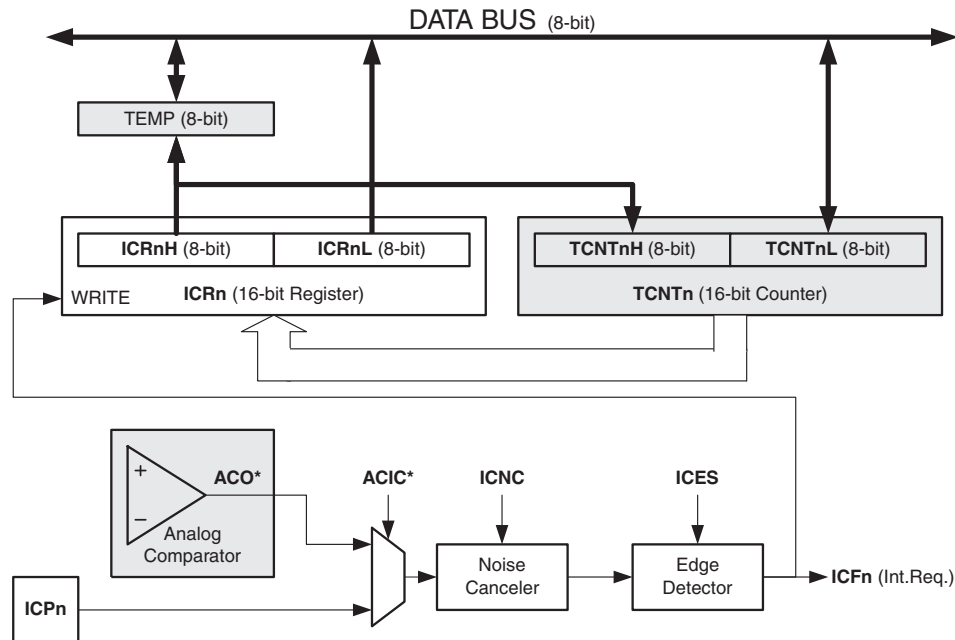 DATA BUS (8-bit)
TEMP (8-bit)
ICRnH (8-bit) ICRnL (8-bit) TCNTnH (8-bit) TCNTnL (8-bit)
WRITE ICRn (16-bit Register) TCNTn (16-bit Counter)
+
−
ACO* ACIC* ICNC ICES
Analog
Comparator
Noise
Canceler
Edge
Detector
ICFn (Int.Req.)
ICPn